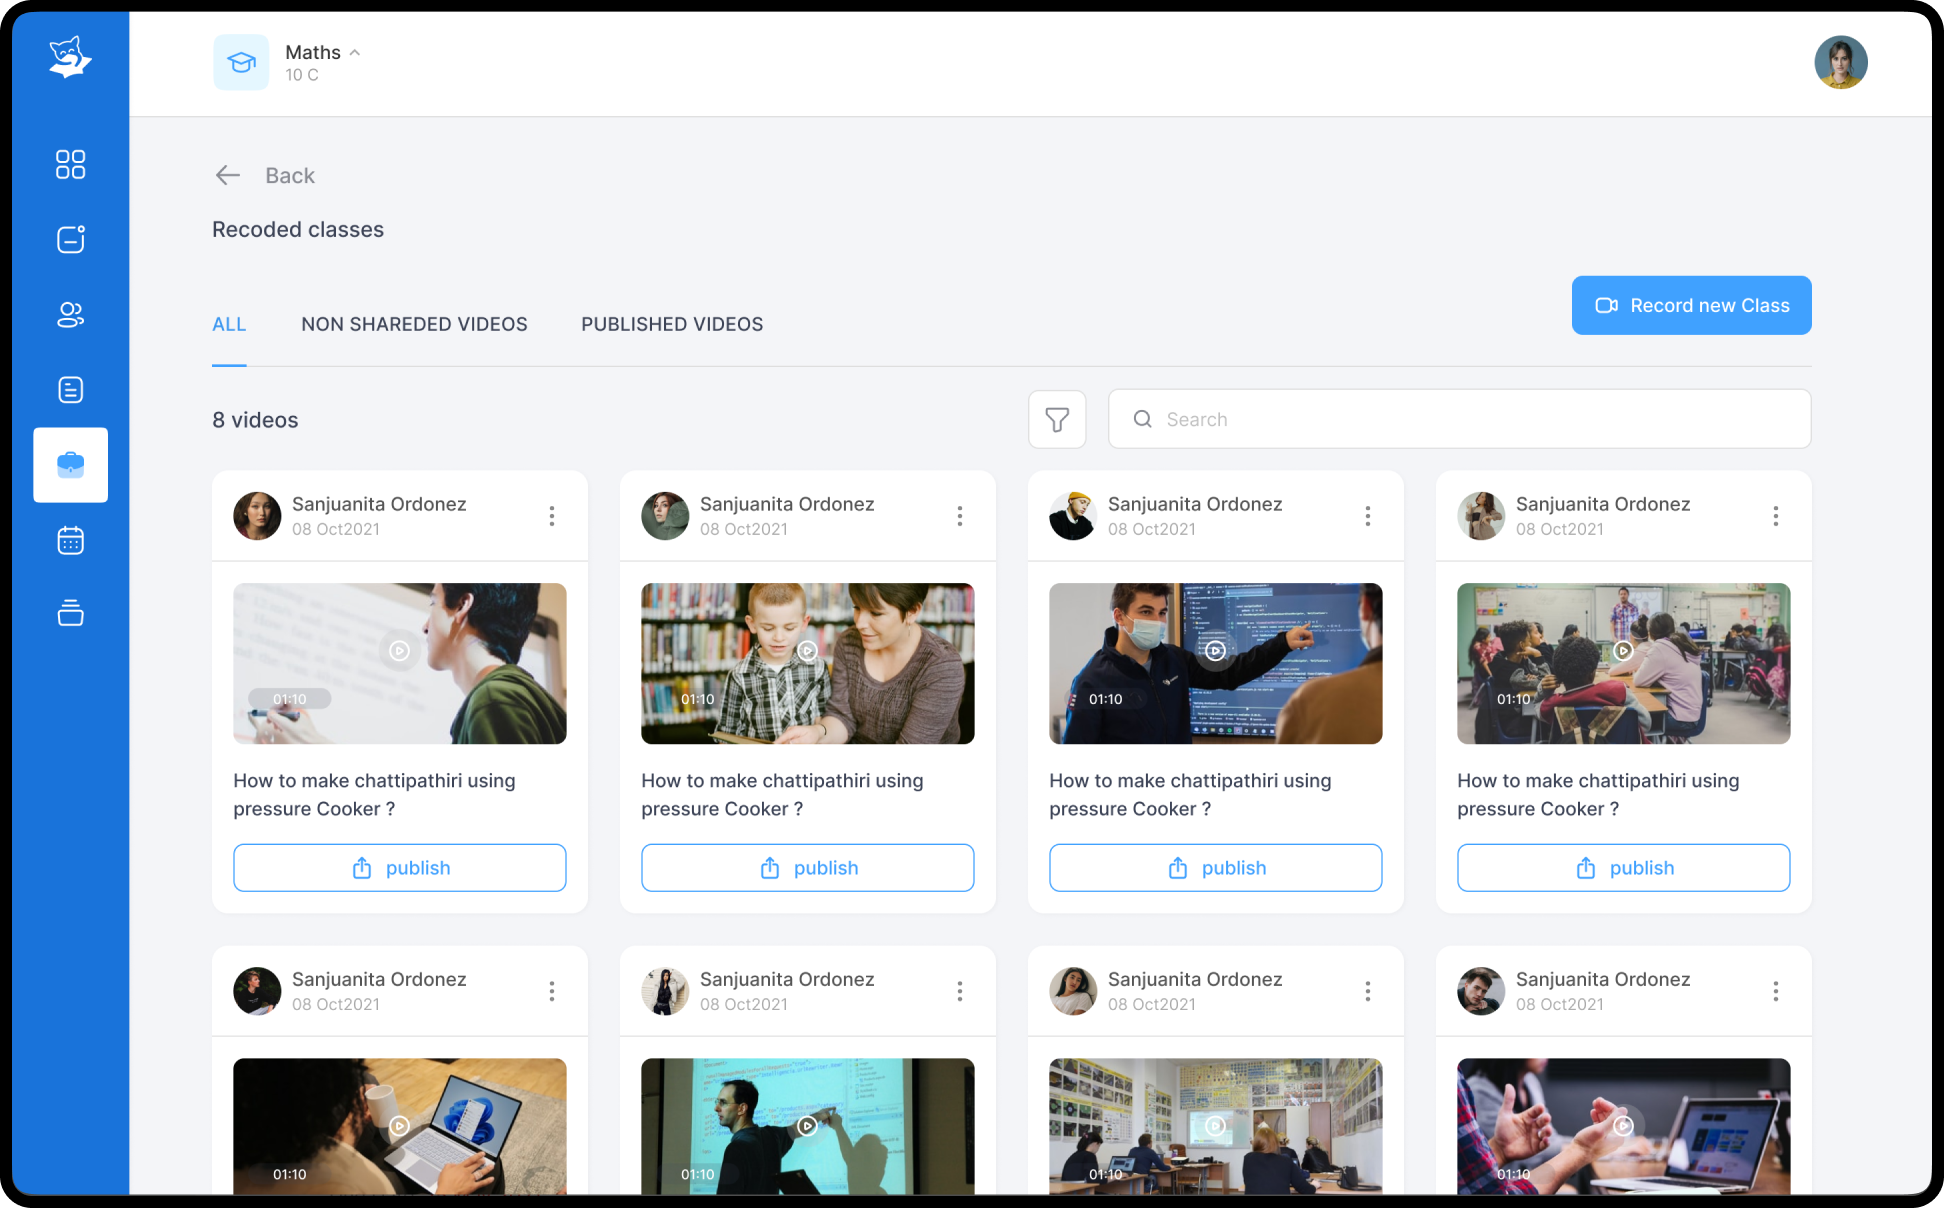 Maths
10 C
Back
Recoded classes
ALL
NON SHAREDED VIDEOS
PUBLISHED VIDEOS
Record new Class
8 videos
Search
Sanjuanita Ordonez
08 Oct2021
01:10
How to make chattipathiri using
pressure Cooker ?
publish
Sanjuanita Ordonez
08 Oct2021
01:10
How to make chattipathiri using
pressure Cooker ?
publish
Sanjuanita Ordonez
08 Oct2021
01:10
How to make chattipathiri using
pressure Cooker ?
publish
Sanjuanita Ordonez
08 Oct2021
01:10
How to make chattipathiri using
pressure Cooker ?
publish
Sanjuanita Ordonez
08 Oct2021
01:10
Sanjuanita Ordonez
08 Oct2021
01:10
Sanjuanita Ordonez
08 Oct2021
01:10
Sanjuanita Ordonez
08 Oct2021
01:10